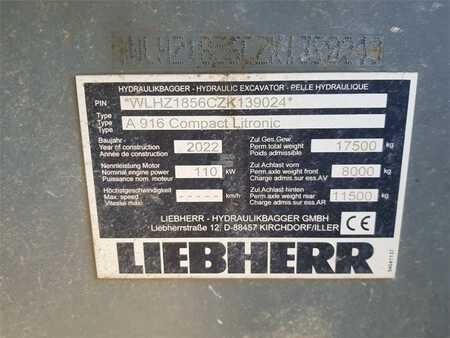 HYDRAULIKBAGGER - HYDRAULIC EXCAVATOR - PELLE HYDRAULIQUE
PIN *WLHZ1856CZK139024*
Type
Type A 916 Compact Litronic
Type
Baujahr Zul Ges.Gew.
Year of construction 2022 Perm total weight 17500 kg
Année de construction Poids admissible
Nennleistung Motor Zul Achslast vorn
Nominal engine power 110 kW Perm axle weight front 8000 kg
Puissance nominale mot. Charge admis sur ess.AV
Höchstgeschwindigkeit Zul Achslast hinten
Max. speed ----- km/h Perm axle weight rear 11500 kg
Vitesse maxi. Charge admis sur ess.AR
LIEBHERR - HYDRAULIKBAGGER GMBH
Liebherrstraße 12, D-88457 KIRCHDORF/ILLER CE
LIEBHERR